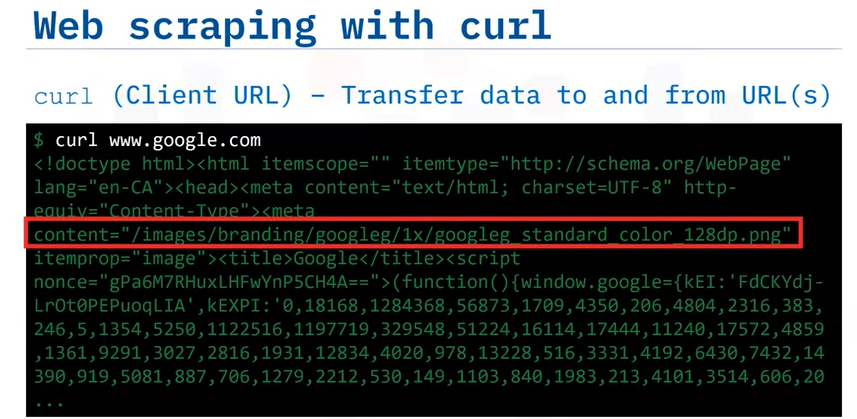 Web scraping with curl
curl (Client URL) – Transfer data to and from URL(s)
$ curl www.google.com
<!doctype html><html itemscope="" itemtype="http://schema.org/WebPage"
lang="en-CA"><head><meta content="text/html; charset=UTF-8" http-
equiv="Content-Type"><meta
content="/images/branding/googleg/1x/googleg_standard_color_128dp.png"
itemprop="image"><title>Google</title><script
nonce="gPa6M7RHuxLHFwYnP5CH4A==">(function(){window.google={kEI:'FdCKYdj-
LrOt0PEPuoqLIA',kEXPI:'0,18168,1284368,56873,1709,4350,206,4804,2316,383,
246,5,1354,5250,1122516,1197719,329548,51224,16114,17444,11240,17572,4859
,1361,9291,3027,2816,1931,12834,4020,978,13228,516,3331,4192,6430,7432,14
390,919,5081,887,706,1279,2212,530,149,1103,840,1983,213,4101,3514,606,20
...